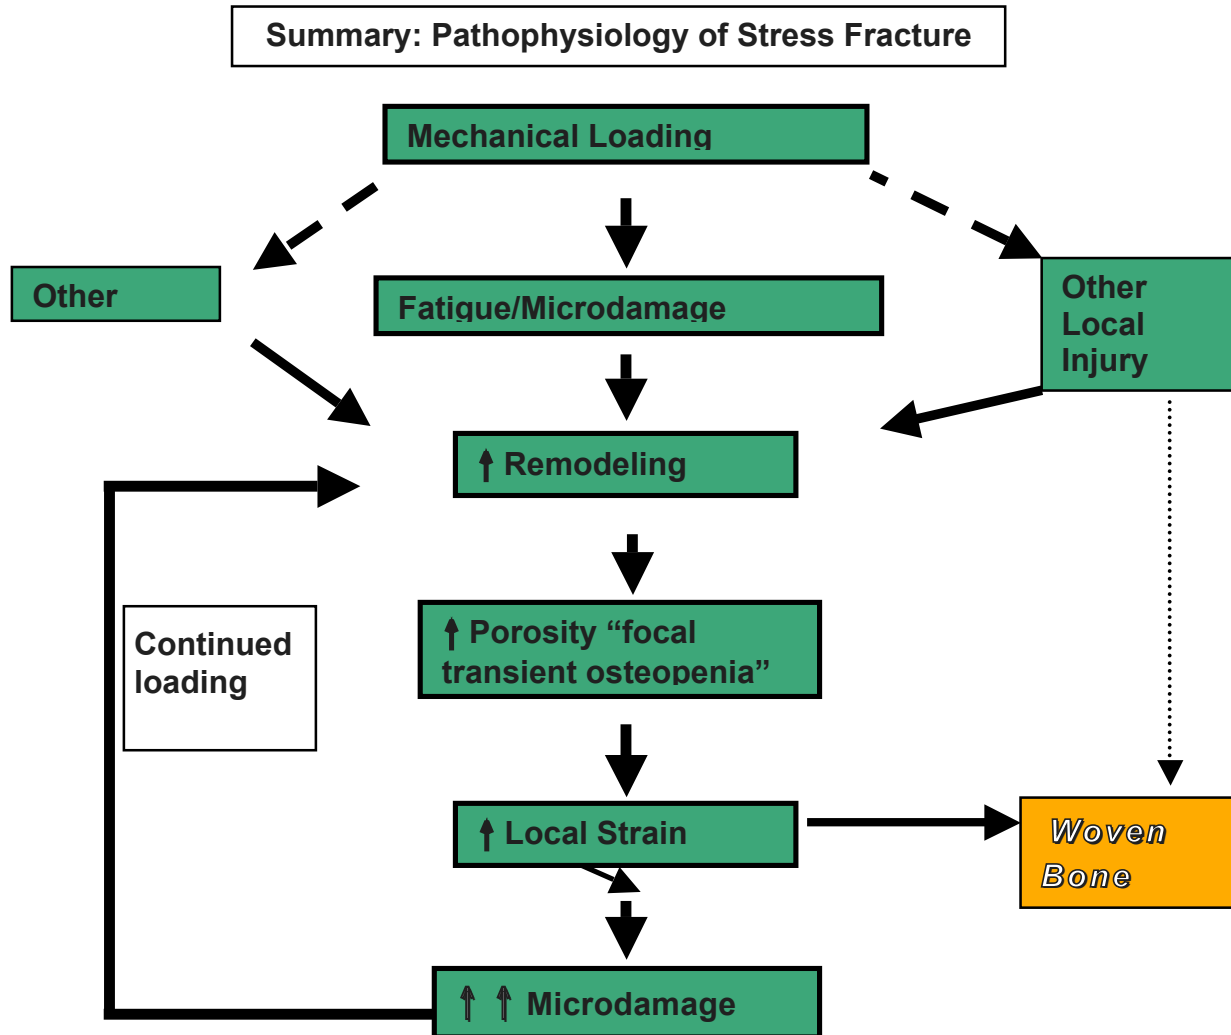 Summary: Pathophysiology of Stress Fracture
Mechanical Loading
Other
Fatigue/Microdamage
Other
Local
Injury
↑ Remodeling
↑ Porosity “focal
transient osteopenia”
Continued
loading
↑ Local Strain
Woven
Bone
↑ ↑ Microdamage